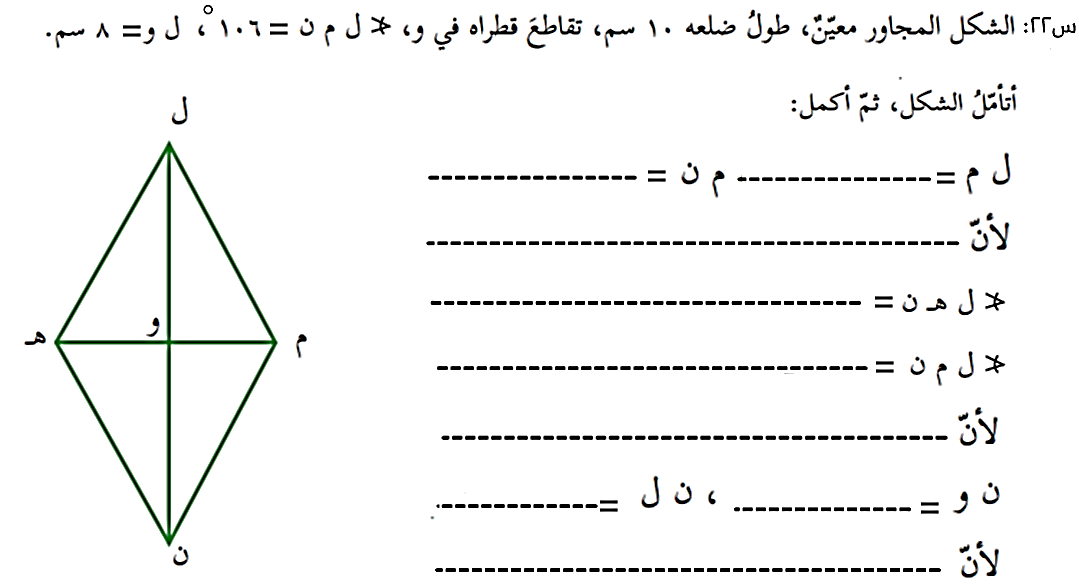 س٢٢: الشكل المجاور معيّنٌ، طولُ ضلعه ١٠ سم، تقاطعَ قطراه في و، ∢ ل م ن = ١٠٦°، ل و= ٨ سم.
أتأمّلُ الشكل، ثمّ أكمل:
ل م = --------------- م ن = ----------------
لأنّ ------------------------------------------
∢ ل هـ ن = ----------------------------------
∢ ل م ن = ----------------------------------
لأنّ ----------------------------------------
ن و = -------------- ، ن ل = -------------
لأنّ ----------------------------------------
ل
هـ
و
م
ن